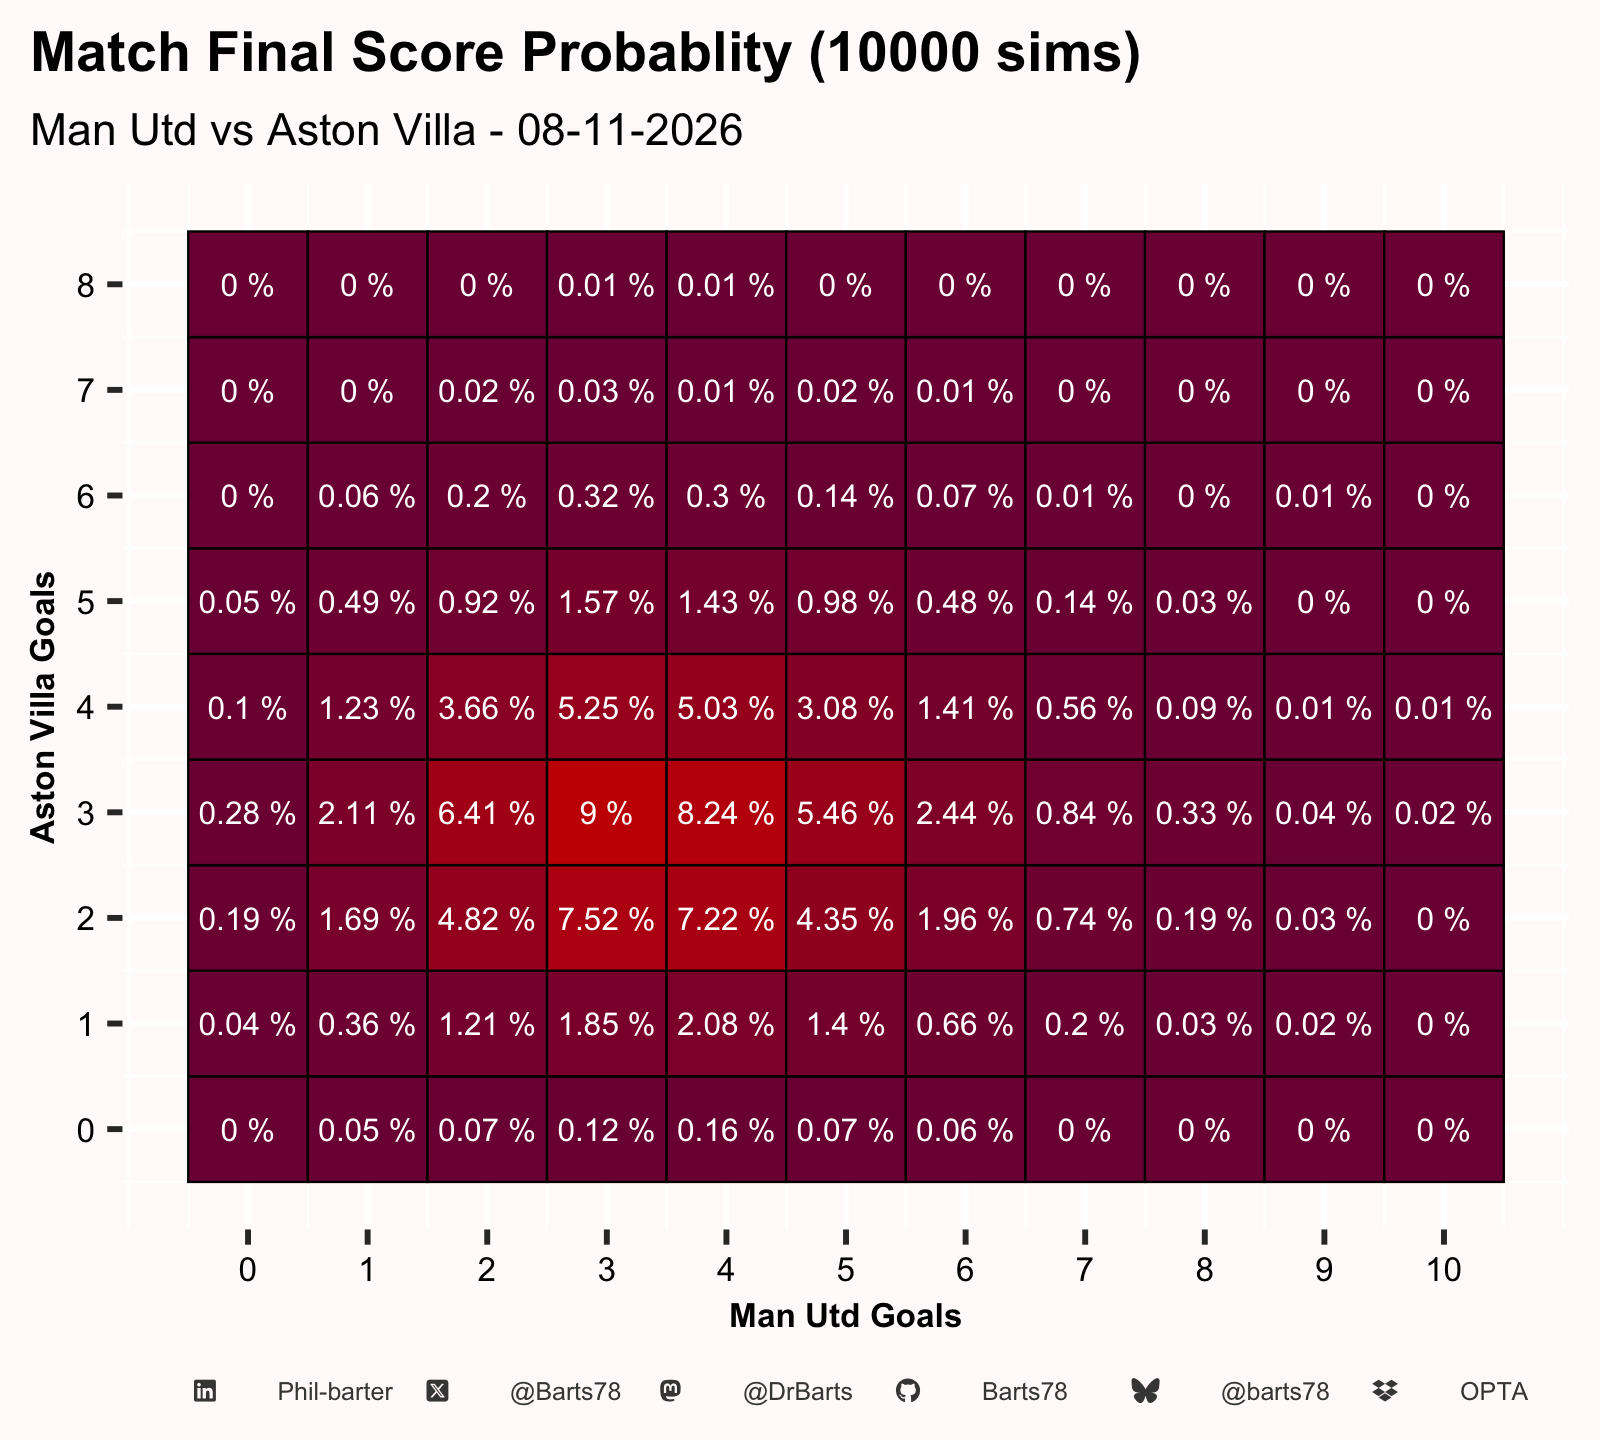 Match Final Score Probablity (10000 sims)
Man Utd vs Aston Villa - 08-11-2026
Aston Villa Goals
8 0 % 0 % 0 % 0.01 % 0.01 % 0 % 0 % 0 % 0 % 0 % 0 %
7 0 % 0 % 0.02 % 0.03 % 0.01 % 0.02 % 0.01 % 0 % 0 % 0 % 0 %
6 0 % 0.06 % 0.2 % 0.32 % 0.3 % 0.14 % 0.07 % 0.01 % 0 % 0.01 % 0 %
5 0.05 % 0.49 % 0.92 % 1.57 % 1.43 % 0.98 % 0.48 % 0.14 % 0.03 % 0 % 0 %
4 0.1 % 1.23 % 3.66 % 5.25 % 5.03 % 3.08 % 1.41 % 0.56 % 0.09 % 0.01 % 0.01 %
3 0.28 % 2.11 % 6.41 % 9 % 8.24 % 5.46 % 2.44 % 0.84 % 0.33 % 0.04 % 0.02 %
2 0.19 % 1.69 % 4.82 % 7.52 % 7.22 % 4.35 % 1.96 % 0.74 % 0.19 % 0.03 % 0 %
1 0.04 % 0.36 % 1.21 % 1.85 % 2.08 % 1.4 % 0.66 % 0.2 % 0.03 % 0.02 % 0 %
0 0 % 0.05 % 0.07 % 0.12 % 0.16 % 0.07 % 0.06 % 0 % 0 % 0 % 0 %
0 1 2 3 4 5 6 7 8 9 10
Man Utd Goals
Phil-barter @Barts78 @DrBarts Barts78 @barts78 OPTA